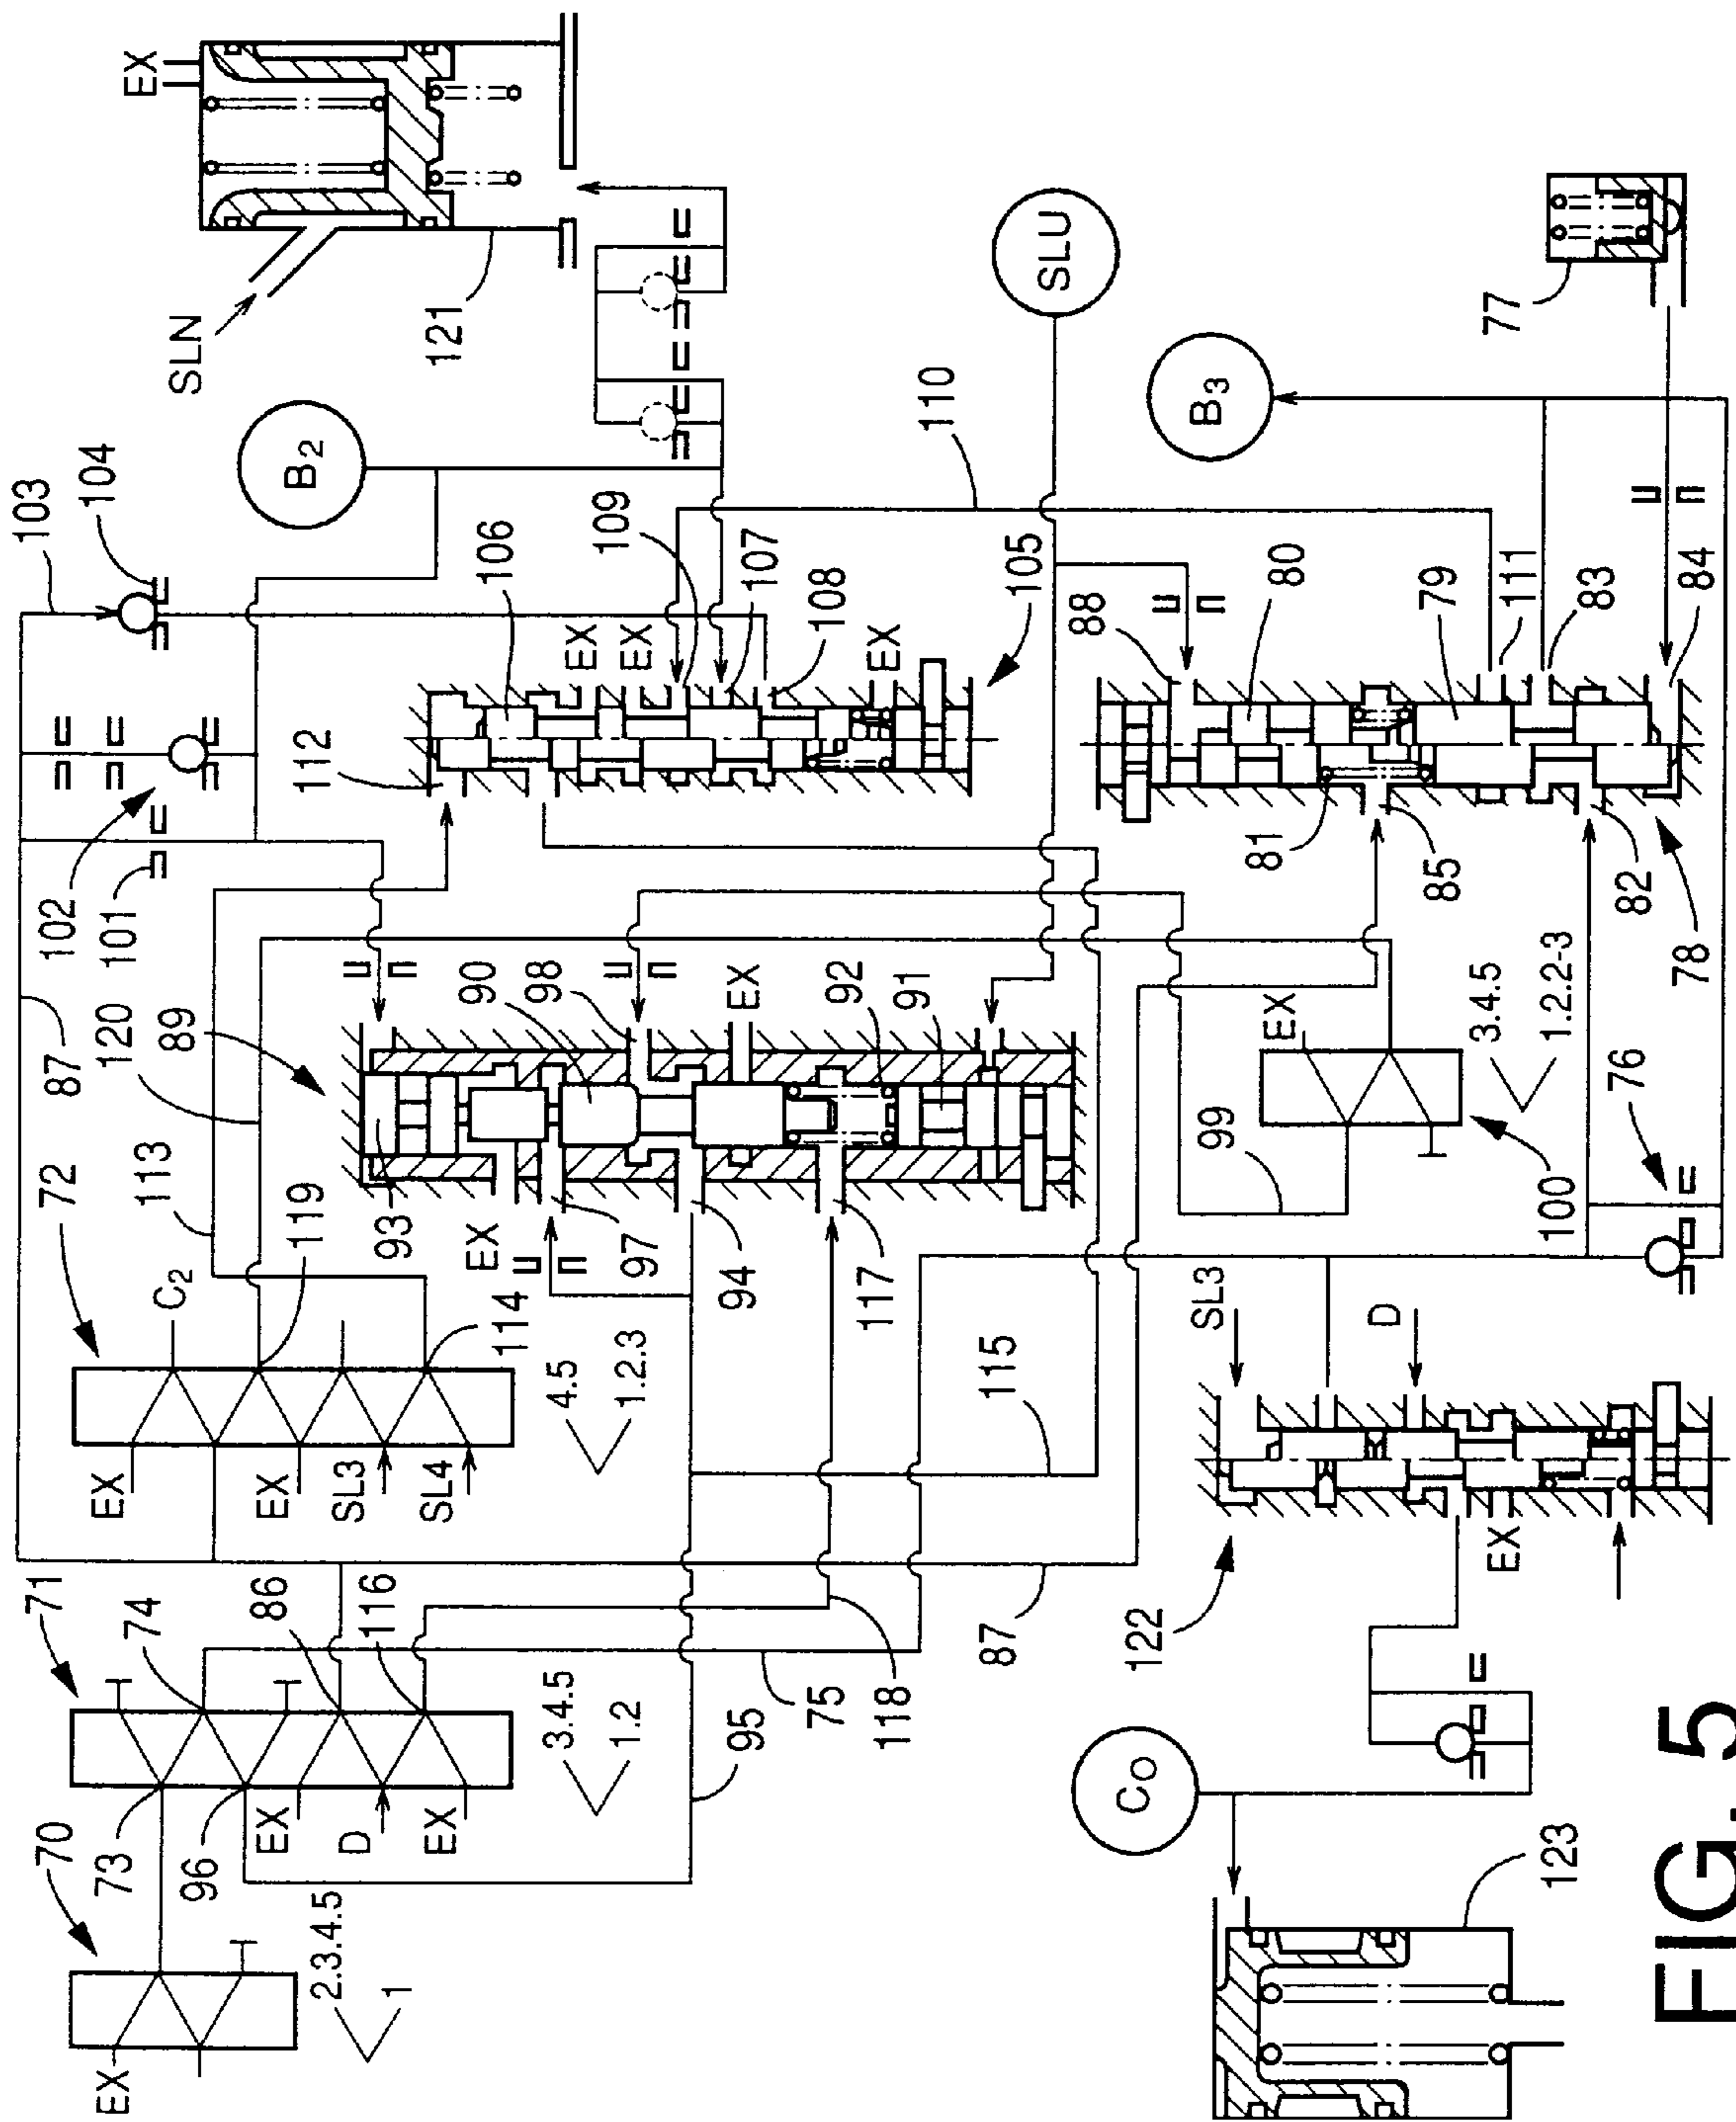 FIG. 5
EX
70
2.3.4.5
1
71
73
74
96
86
116
EX
D
EX
3.4.5
1.2
95
75
118
72
C2
119
114
EX
EX
SL3
SL4
4.5
1.2.3
113
120
87
89
93
EX
97
94
117
90
98
EX
92
91
115
87
102
101
103
104
112
106
EX
EX
109
107
108
EX
105
B2
SLN
EX
121
110
SLU
B3
77
88
80
79
111
83
84
81
85
82
78
99
EX
100
3.4.5
1.2.2-3
76
122
SL3
D
EX
C0
123